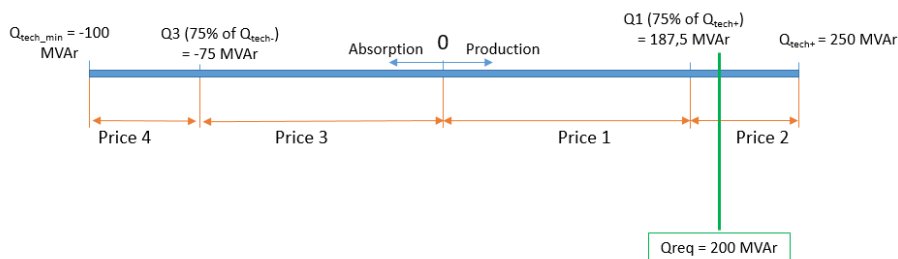 Qtech_min = -100
MVAr
Q3 (75% of Qtech-)
= -75 MVAr
Absorption
0
Production
Q1 (75% of Qtech+)
= 187,5 MVAr
Qtech+ = 250 MVAr
Price 4
Price 3
Price 1
Price 2
Qreq = 200 MVAr